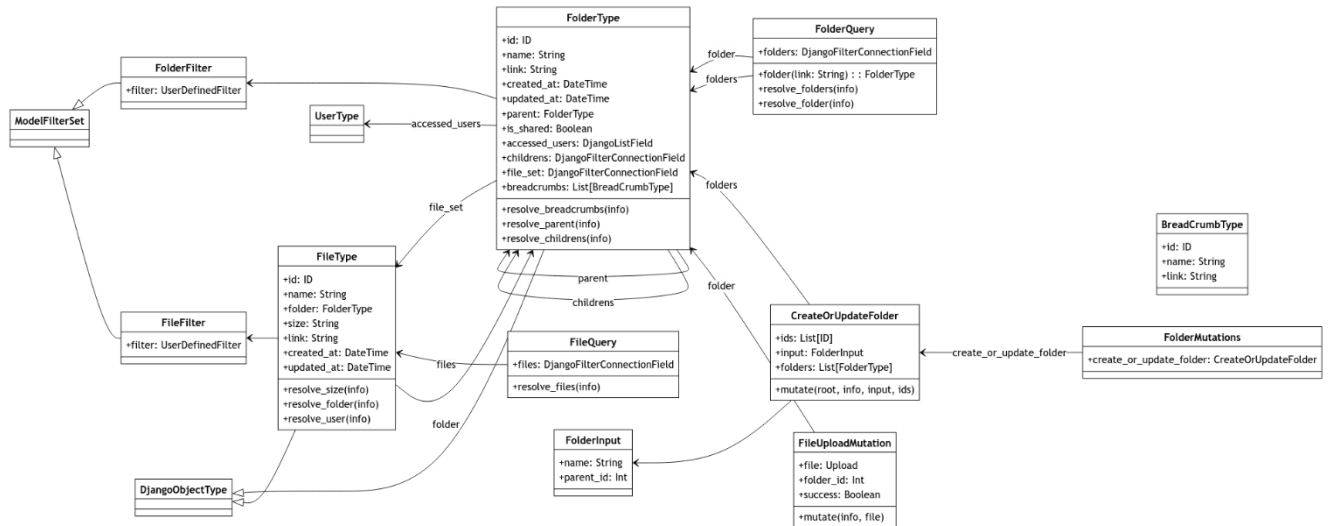 FolderType
+id: ID
+name: String
+link: String
+created_at: DateTime
+updated_at: DateTime
+parent: FolderType
+is_shared: Boolean
+accessed_users: DjangoListField
+childrens: DjangoFilterConnectionField
+file_set: DjangoFilterConnectionField
+breadcrumbs: List[BreadCrumbType]
+resolve_breadcrumbs(info)
+resolve_parent(info)
+resolve_childrens(info)
FolderQuery
+folders: DjangoFilterConnectionField
+folder(link: String) : : FolderType
+resolve_folders(info)
+resolve_folder(info)
folder
folders
FolderFilter
+filter: UserDefinedFilter
ModelFilterSet
UserType
accessed_users
folders
file_set
BreadCrumbType
+id: ID
+name: String
+link: String
FileType
+id: ID
+name: String
+folder: FolderType
+size: String
+link: String
+created_at: DateTime
+updated_at: DateTime
+resolve_size(info)
+resolve_folder(info)
+resolve_user(info)
parent
childrens
folder
FileFilter
+filter: UserDefinedFilter
CreateOrUpdateFolder
+ids: List[ID]
+input: FolderInput
+folders: List[FolderType]
+mutate(root, info, input, ids)
create_or_update_folder
FolderMutations
+create_or_update_folder: CreateOrUpdateFolder
FileQuery
+files: DjangoFilterConnectionField
+resolve_files(info)
files
folder
FolderInput
+name: String
+parent_id: Int
FileUploadMutation
+file: Upload
+folder_id: Int
+success: Boolean
+mutate(info, file)
DjangoObjectType